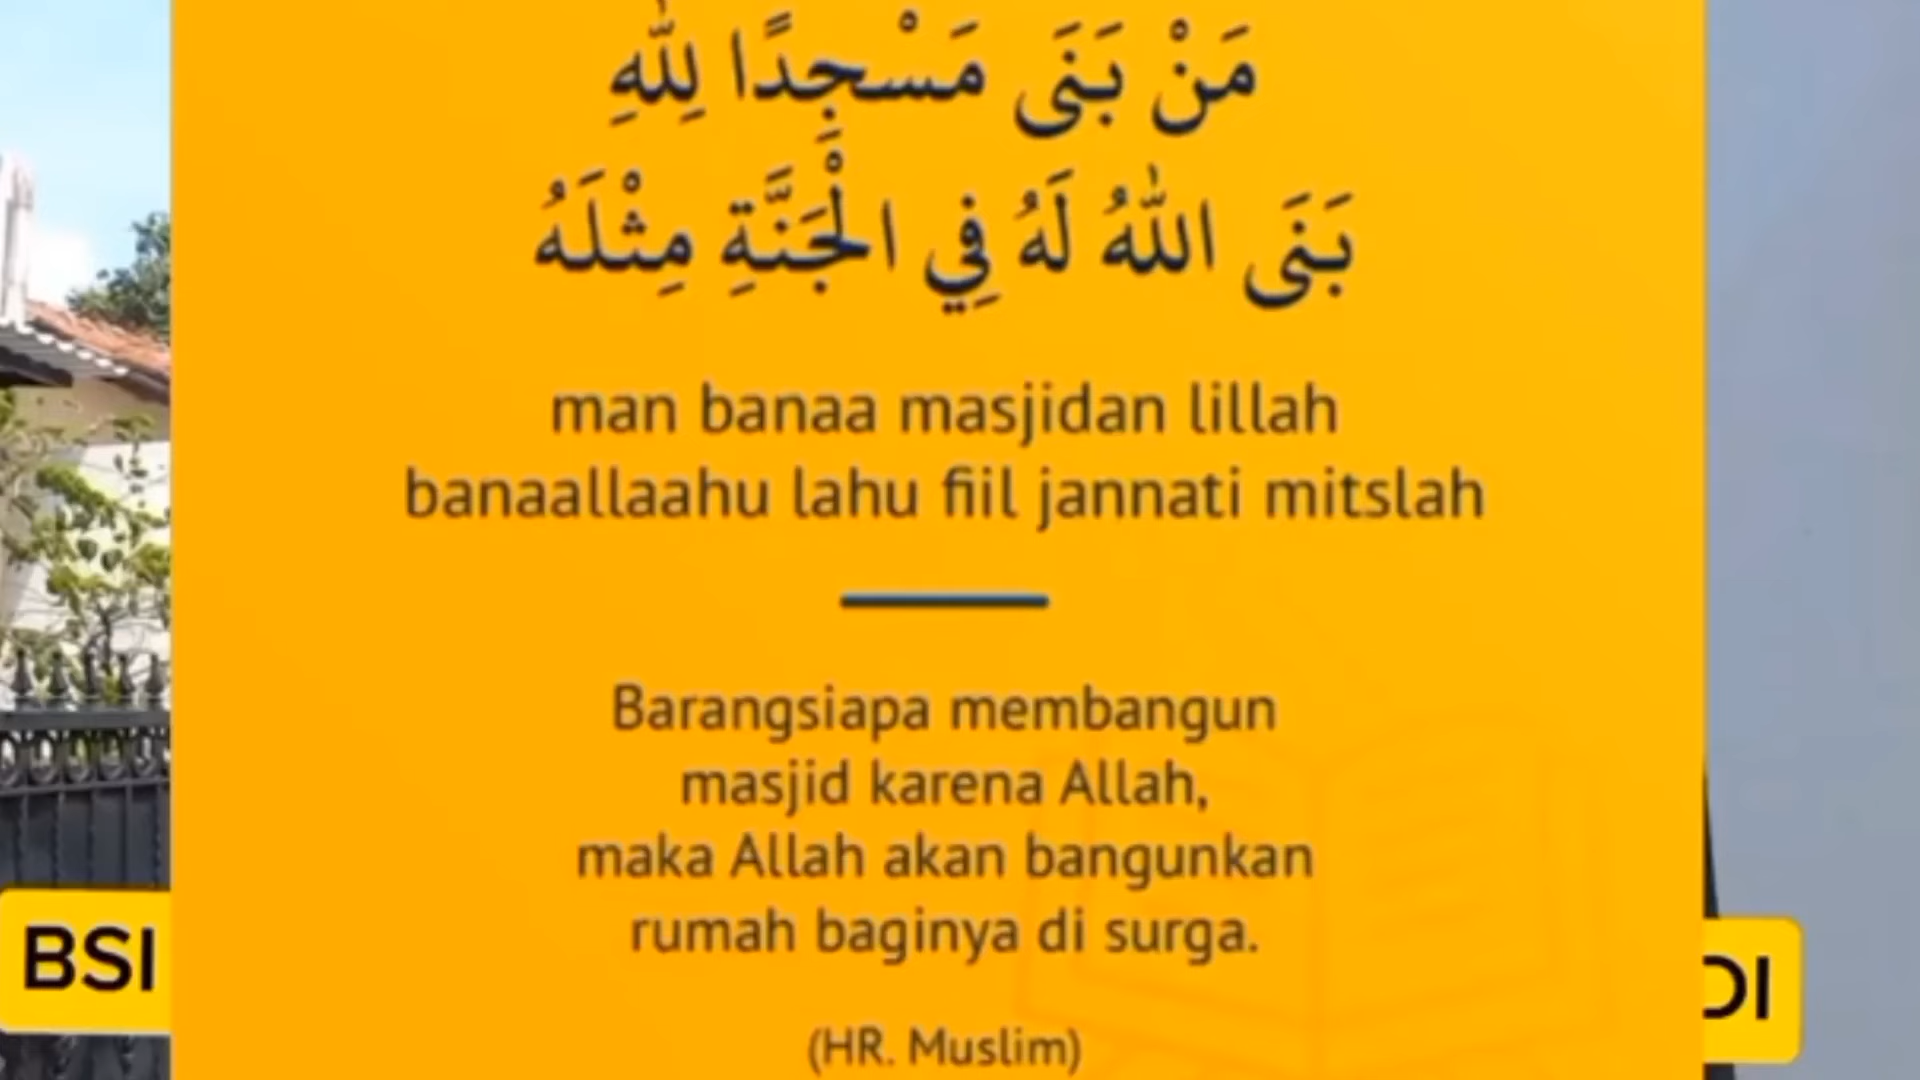 مَنْ بَنَى مَسْجِدًا لِلّٰهِ
بَنَى اللّٰهُ لَهُ فِي الْجَنَّةِ مِثْلَهُ
man banaa masjidan lillah
banaallaahu lahu fiil jannati mitslah
Barangsiapa membangun
masjid karena Allah,
maka Allah akan bangunkan
rumah baginya di surga.
BSI
(HR. Muslim)